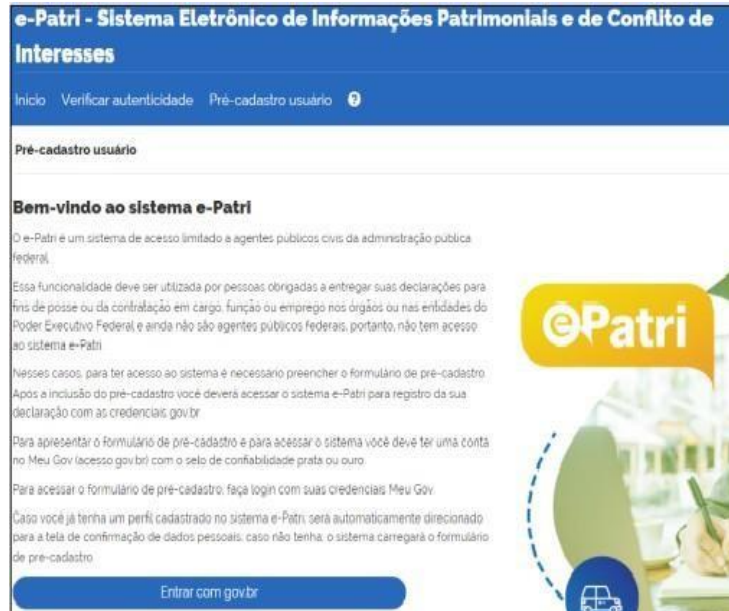 e-Patri - Sistema Eletrônico de Informações Patrimoniais e de Conflito de
Interesses
Início Verificar autenticidade Pré-cadastro usuário ?
Pré-cadastro usuário
Bem-vindo ao sistema e-Patri
O e-Patri é um sistema de acesso limitado a agentes públicos civis da administração pública
federal
Essa funcionalidade deve ser utilizada por pessoas obrigadas a entregar suas declarações para
fins de posse ou da contratação em cargo, função ou emprego nos órgãos ou nas entidades do
Poder Executivo Federal e ainda não são agentes públicos federais, portanto, não tem acesso
ao sistema e-Patri
Nesses casos, para ter acesso ao sistema é necessário preencher o formulário de pré-cadastro.
Após a inclusão do pré-cadastro você deverá acessar o sistema e-Patri para registro da sua
declaração com as credenciais gov.br
Para apresentar o formulário de pré-cadastro e para acessar o sistema você deve ter uma conta
no Meu Gov (acesso gov.br) com o selo de confiabilidade prata ou ouro
Para acessar o formulário de pré-cadastro, faça login com suas credenciais Meu Gov.
Caso você já tenha um perfil cadastrado no sistema e-Patri, será automaticamente direcionado
para a tela de confirmação de dados pessoais, caso não tenha, o sistema carregará o formulário
de pré-cadastro
Entrar com gov.br
ePatri